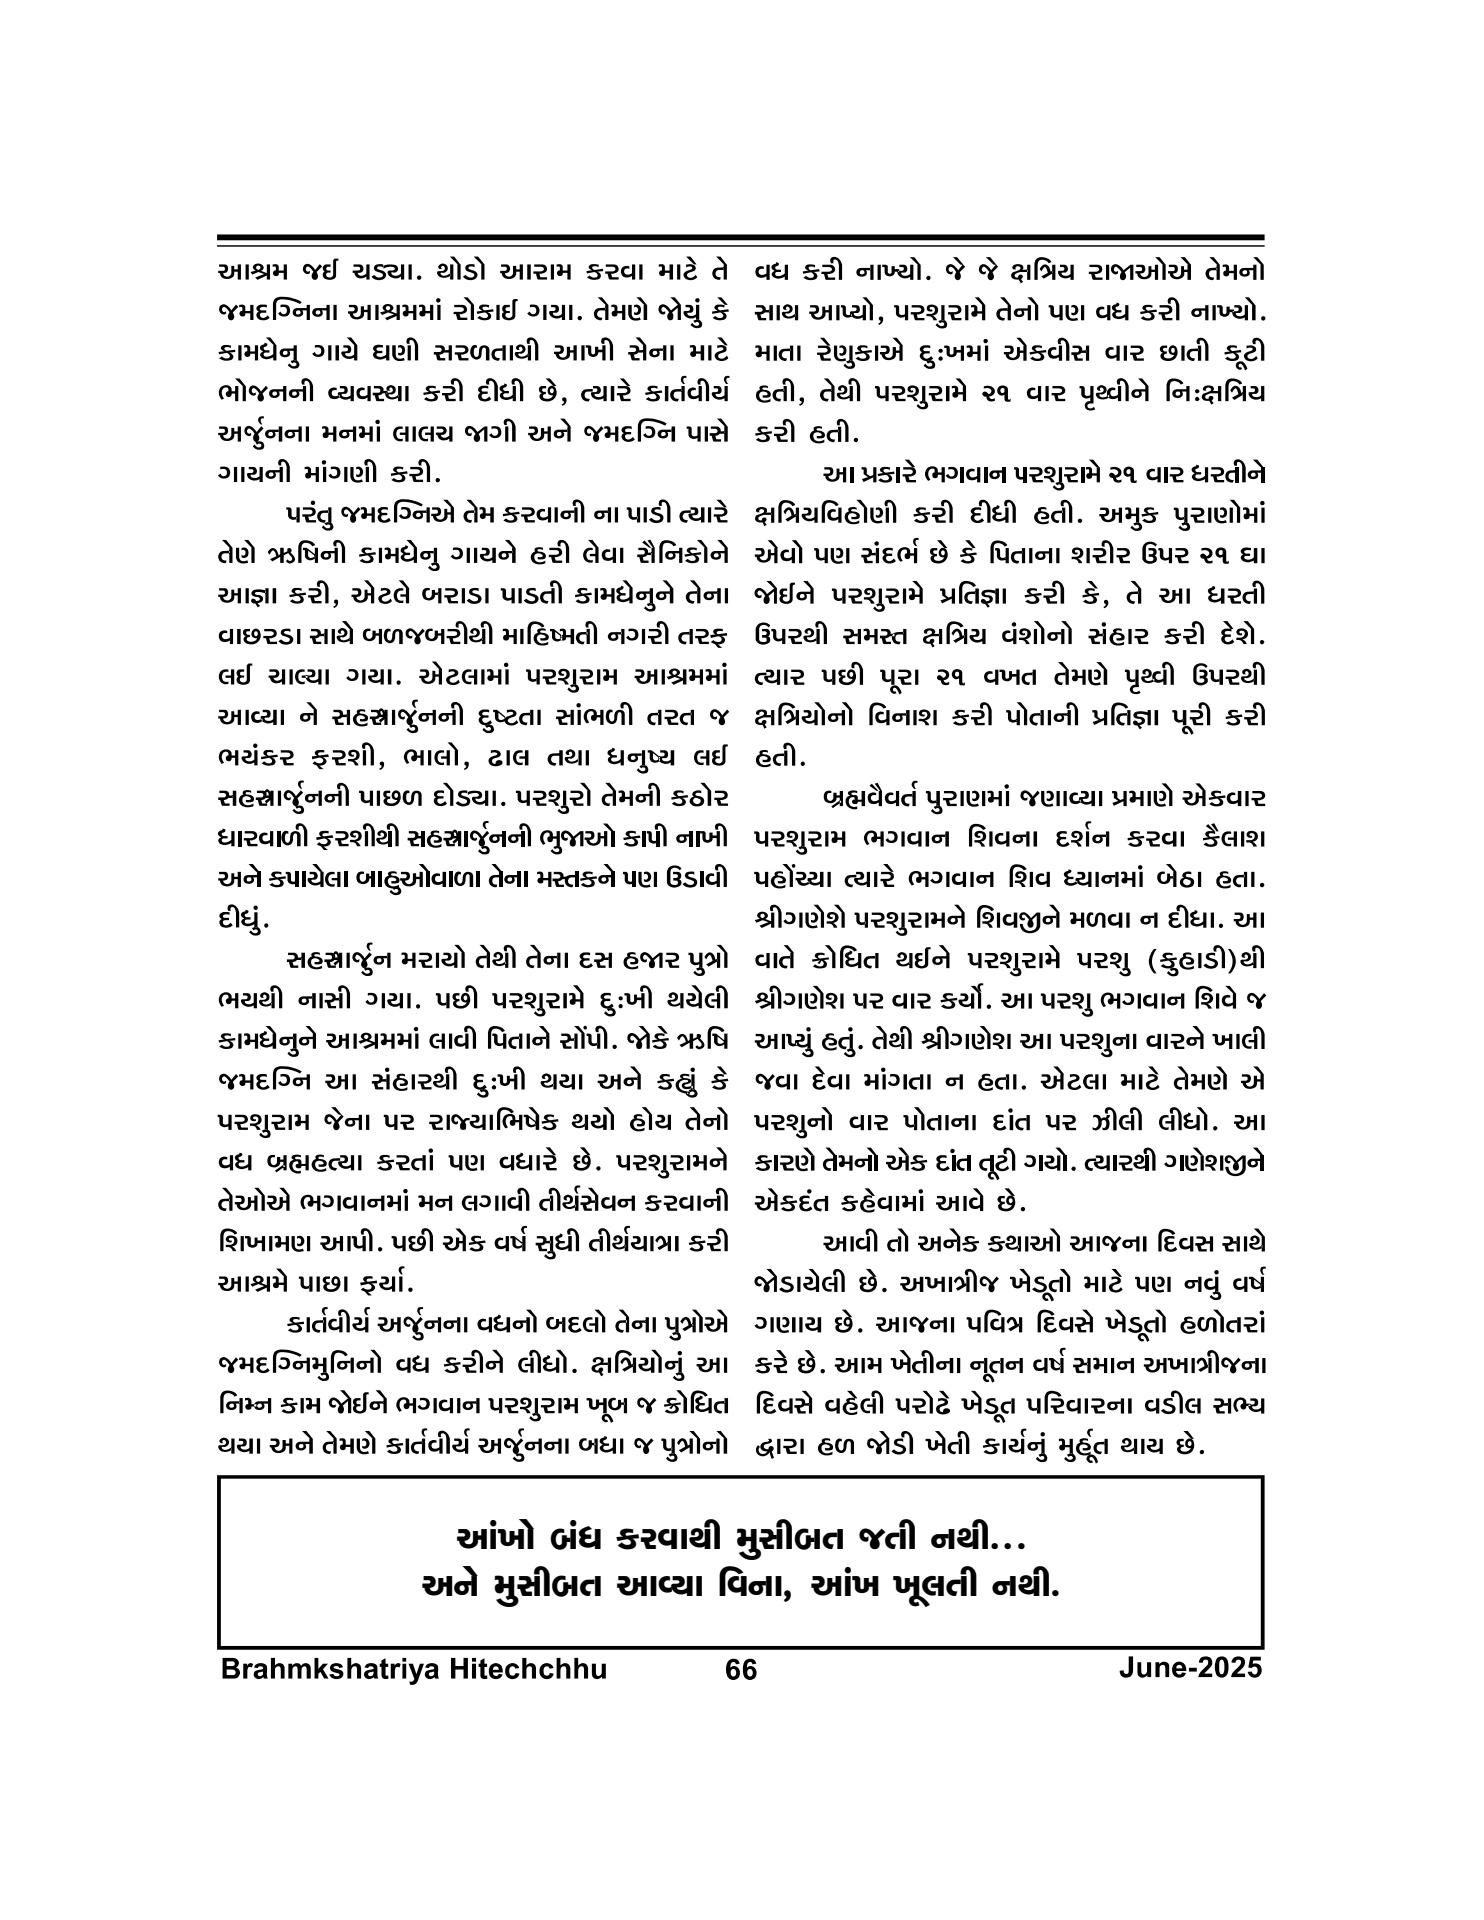 આશ્રમ જઈ ચડ્યા. થોડો આરામ કરવા માટે તે
જમદગ્નિના આશ્રમમાં રોકાઈ ગયા. તેમણે જોયું કે
કામધેનુ ગાયે ઘણી સરળતાથી આખી સેના માટે
ભોજનની વ્યવસ્થા કરી દીધી છે, ત્યારે કાર્તવીર્ય
અર્જુનના મનમાં લાલચ જાગી અને જમદગ્નિ પાસે
ગાયની માંગણી કરી.
પરંતુ જમદગ્નિએ તેમ કરવાની ના પાડી ત્યારે
તેણે ઋષિની કામધેનુ ગાયને હરી લેવા સૈનિકોને
આજ્ઞા કરી, એટલે બરાડા પાડતી કામધેનુને તેના
વાછરડા સાથે બળજબરીથી માહિષ્મતી નગરી તરફ
લઈ ચાલ્યા ગયા. એટલામાં પરશુરામ આશ્રમમાં
આવ્યા ને સહસ્ત્રાર્જુનની દુષ્ટતા સાંભળી તરત જ
ભયંકર ફરશી, ભાલો, ઢાલ તથા ધનુષ્ય લઈ
સહસ્ત્રાર્જુનની પાછળ દોડ્યા. પરશુરો તેમની કઠોર
ધારવાળી ફરશીથી સહસ્ત્રાર્જુનની ભુજાઓ કાપી નાખી
અને કપાયેલા બાહુઓવાળા તેના મસ્તકને પણ ઉડાવી
દીધું.
સહસ્ત્રાર્જુન મરાયો તેથી તેના દસ હજાર પુત્રો
ભયથી નાસી ગયા. પછી પરશુરામે દુ:ખી થયેલી
કામધેનુને આશ્રમમાં લાવી પિતાને સોંપી. જોકે ઋષિ
જમદગ્નિ આ સંહારથી દુ:ખી થયા અને કહ્યું કે
પરશુરામ જેના પર રાજ્યાભિષેક થયો હોય તેનો
વધ બ્રહ્મહત્યા કરતાં પણ વધારે છે. પરશુરામને
તેઓએ ભગવાનમાં મન લગાવી તીર્થસેવન કરવાની
શિખામણ આપી. પછી એક વર્ષ સુધી તીર્થયાત્રા કરી
આશ્રમે પાછા ફર્યા.
કાર્તવીર્ય અર્જુનના વધનો બદલો તેના પુત્રોએ
જમદગ્નિમુનિનો વધ કરીને લીધો. ક્ષત્રિયોનું આ
નિમ્ન કામ જોઈને ભગવાન પરશુરામ ખૂબ જ ક્રોધિત
થયા અને તેમણે કાર્તવીર્ય અર્જુનના બધા જ પુત્રોનો
વધ કરી નાખ્યો. જે જે ક્ષત્રિય રાજાઓએ તેમનો
સાથ આપ્યો, પરશુરામે તેનો પણ વધ કરી નાખ્યો.
માતા રેણુકાએ દુ:ખમાં એકવીસ વાર છાતી કૂટી
હતી, તેથી પરશુરામે ૨૧ વાર પૃથ્વીને નિ:ક્ષત્રિય
કરી હતી.
આ પ્રકારે ભગવાન પરશુરામે ૨૧ વાર ધરતીને
ક્ષત્રિયવિહોણી કરી દીધી હતી. અમુક પુરાણોમાં
એવો પણ સંદર્ભ છે કે પિતાના શરીર ઉપર ૨૧ ઘા
જોઈને પરશુરામે પ્રતિજ્ઞા કરી કે, તે આ ધરતી
ઉપરથી સમસ્ત ક્ષત્રિય વંશોનો સંહાર કરી દેશે.
ત્યાર પછી પૂરા ૨૧ વખત તેમણે પૃથ્વી ઉપરથી
ક્ષત્રિયોનો વિનાશ કરી પોતાની પ્રતિજ્ઞા પૂરી કરી
હતી.
બ્રહ્મવૈવર્ત પુરાણમાં જણાવ્યા પ્રમાણે એકવાર
પરશુરામ ભગવાન શિવના દર્શન કરવા કૈલાશ
પહોંચ્યા ત્યારે ભગવાન શિવ ધ્યાનમાં બેઠા હતા.
શ્રીગણેશે પરશુરામને શિવજીને મળવા ન દીધા. આ
વાતે ક્રોધિત થઈને પરશુરામે પરશુ (કુહાડી)થી
શ્રીગણેશ પર વાર કર્યો. આ પરશુ ભગવાન શિવે જ
આપ્યું હતું. તેથી શ્રીગણેશ આ પરશુના વારને ખાલી
જવા દેવા માંગતા ન હતા. એટલા માટે તેમણે એ
પરશુનો વાર પોતાના દાંત પર ઝીલી લીધો. આ
કારણે તેમનો એક દાંત તૂટી ગયો. ત્યારથી ગણેશજીને
એકદંત કહેવામાં આવે છે.
આવી તો અનેક કથાઓ આજના દિવસ સાથે
જોડાયેલી છે. અખાત્રીજ ખેડૂતો માટે પણ નવું વર્ષ
ગણાય છે. આજના પવિત્ર દિવસે ખેડૂતો હળોતરાં
કરે છે. આમ ખેતીના નૂતન વર્ષ સમાન અખાત્રીજના
દિવસે વહેલી પરોઢે ખેડૂત પરિવારના વડીલ સભ્ય
દ્વારા હળ જોડી ખેતી કાર્યનું મુર્હૂત થાય છે.
આંખો બંધ કરવાથી મુસીબત જતી નથી...
અને મુસીબત આવ્યા વિના, આંખ ખૂલતી નથી.
Brahmkshatriya Hitechchhu 66 June-2025